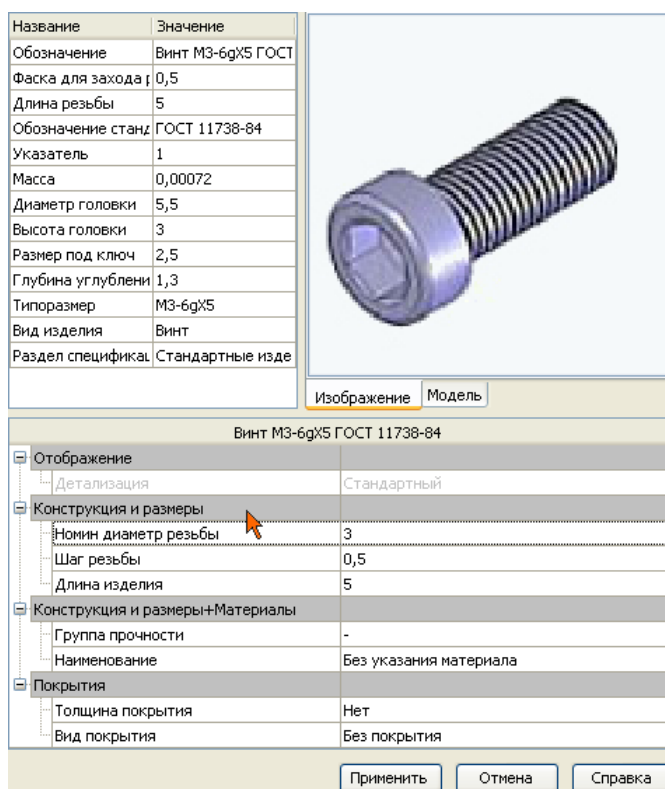 Название Значение
Обозначение Винт М3-6gX5 ГОСТ
Фаска для захода р 0,5
Длина резьбы 5
Обозначение станд ГОСТ 11738-84
Указатель 1
Масса 0,00072
Диаметр головки 5,5
Высота головки 3
Размер под ключ 2,5
Глубина углублени 1,3
Типоразмер М3-6gX5
Вид изделия Винт
Раздел спецификац Стандартные изде
Изображение Модель
Винт М3-6gX5 ГОСТ 11738-84
Отображение
Детализация Стандартный
Конструкция и размеры
Номин диаметр резьбы 3
Шаг резьбы 0,5
Длина изделия 5
Конструкция и размеры+Материалы
Группа прочности -
Наименование Без указания материала
Покрытия
Толщина покрытия Нет
Вид покрытия Без покрытия
Применить Отмена Справка